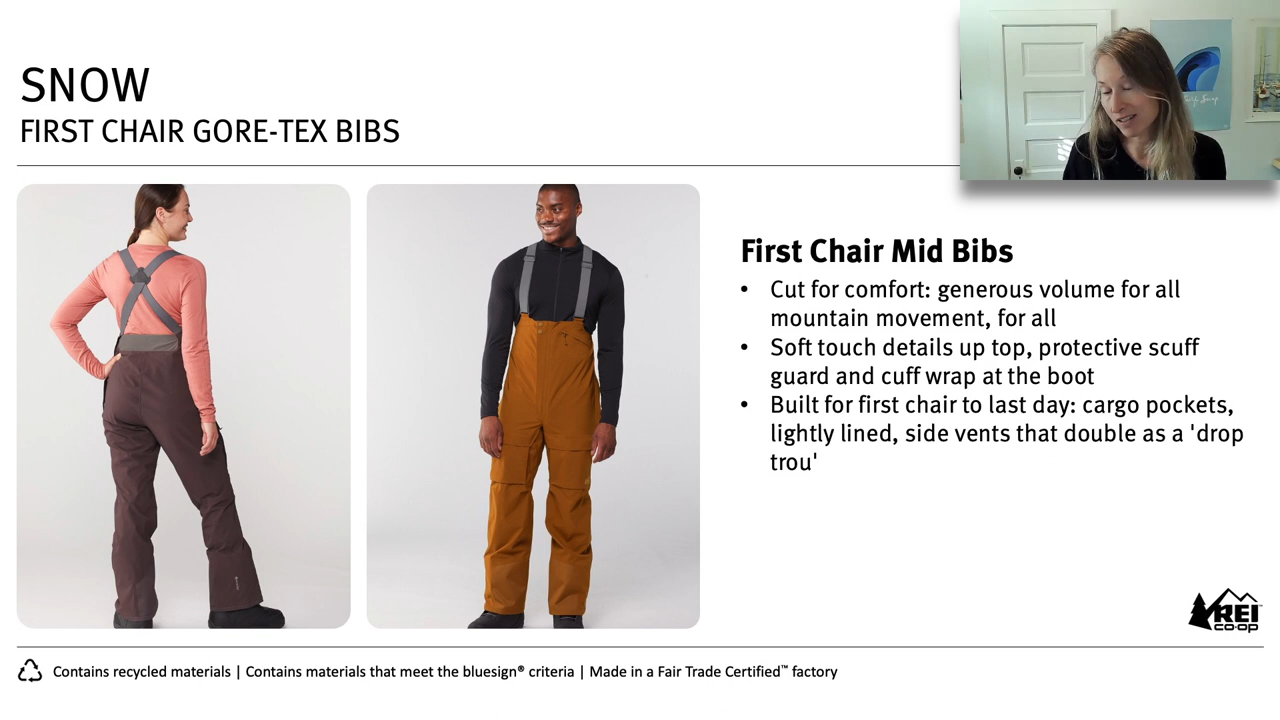 SNOW
FIRST CHAIR GORE-TEX BIBS
First Chair Mid Bibs
• Cut for comfort: generous volume for all
mountain movement, for all
• Soft touch details up top, protective scuff
guard and cuff wrap at the boot
• Built for first chair to last day: cargo pockets,
lightly lined, side vents that double as a 'drop
trou'
REI
co·op
Contains recycled materials | Contains materials that meet the bluesign® criteria | Made in a Fair Trade Certified™ factory